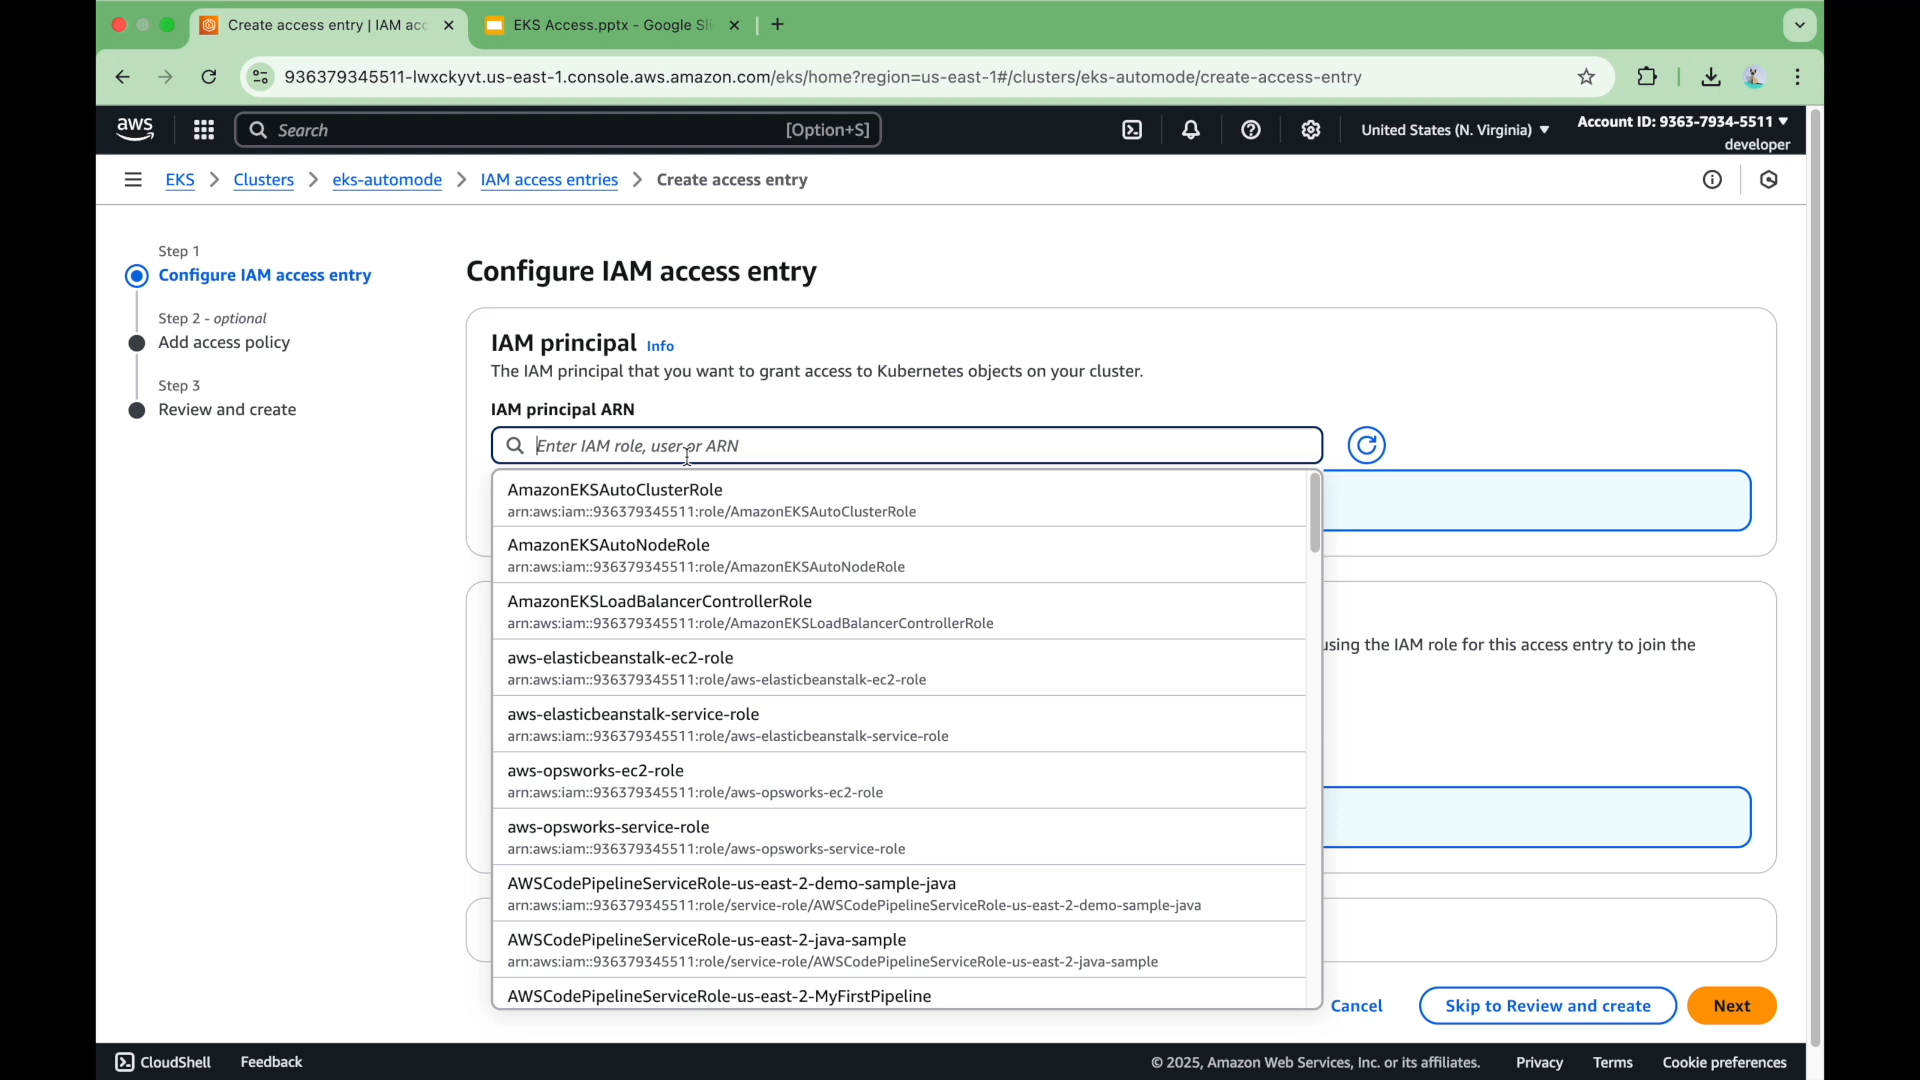 Create access entry | IAM acc
EKS Access.pptx - Google Sli
936379345511-lwxckyvt.us-east-1.console.aws.amazon.com/eks/home?region=us-east-1#/clusters/eks-automode/create-access-entry
aws
Search
[Option+S]
United States (N. Virginia)
Account ID: 9363-7934-5511
developer
EKS
Clusters
eks-automode
IAM access entries
Create access entry
Step 1
Configure IAM access entry
Step 2 - optional
Add access policy
Step 3
Review and create
Configure IAM access entry
IAM principal Info
The IAM principal that you want to grant access to Kubernetes objects on your cluster.
IAM principal ARN
Enter IAM role, user or ARN
AmazonEKSAutoClusterRole
arn:aws:iam::936379345511:role/AmazonEKSAutoClusterRole
AmazonEKSAutoNodeRole
arn:aws:iam::936379345511:role/AmazonEKSAutoNodeRole
AmazonEKSLoadBalancerControllerRole
arn:aws:iam::936379345511:role/AmazonEKSLoadBalancerControllerRole
using the IAM role for this access entry to join the
aws-elasticbeanstalk-ec2-role
arn:aws:iam::936379345511:role/aws-elasticbeanstalk-ec2-role
aws-elasticbeanstalk-service-role
arn:aws:iam::936379345511:role/aws-elasticbeanstalk-service-role
aws-opsworks-ec2-role
arn:aws:iam::936379345511:role/aws-opsworks-ec2-role
aws-opsworks-service-role
arn:aws:iam::936379345511:role/aws-opsworks-service-role
AWSCodePipelineServiceRole-us-east-2-demo-sample-java
arn:aws:iam::936379345511:role/service-role/AWSCodePipelineServiceRole-us-east-2-demo-sample-java
AWSCodePipelineServiceRole-us-east-2-java-sample
arn:aws:iam::936379345511:role/service-role/AWSCodePipelineServiceRole-us-east-2-java-sample
AWSCodePipelineServiceRole-us-east-2-MyFirstPipeline
Cancel
Skip to Review and create
Next
CloudShell
Feedback
© 2025, Amazon Web Services, Inc. or its affiliates.
Privacy
Terms
Cookie preferences